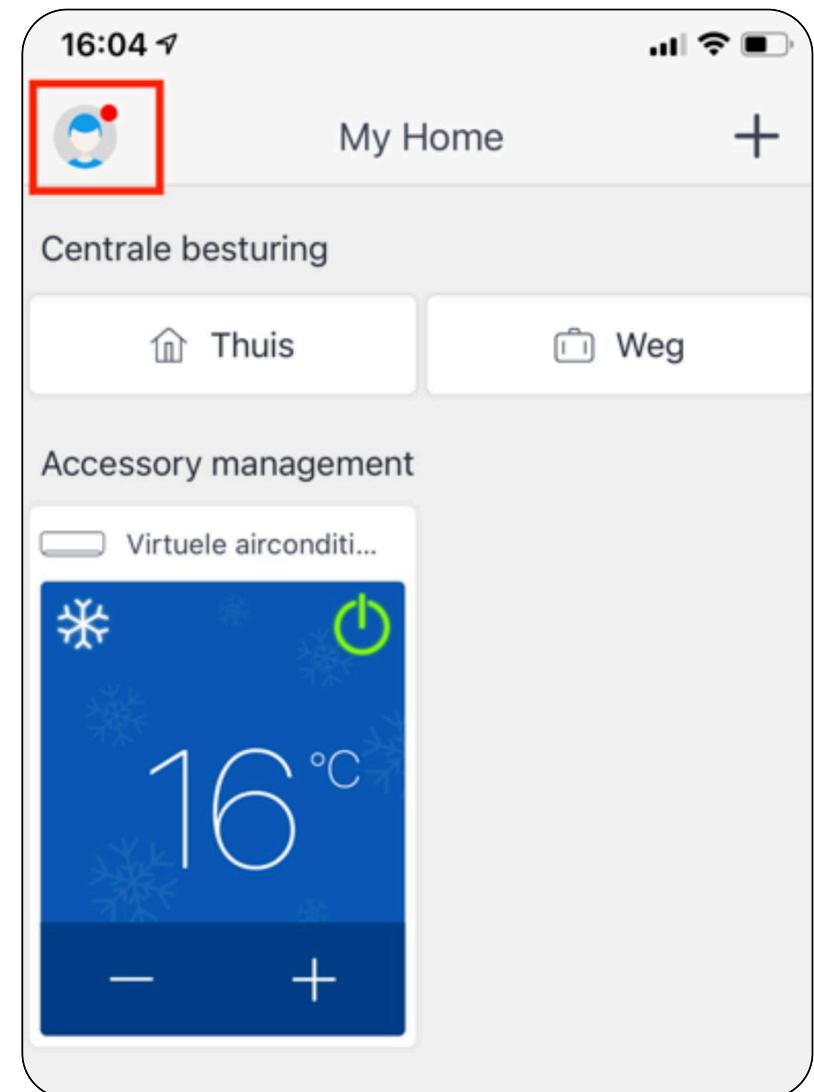 16:04
My Home
Centrale besturing
Thuis
Weg
Accessory management
Virtuele airconditi...
16 °C